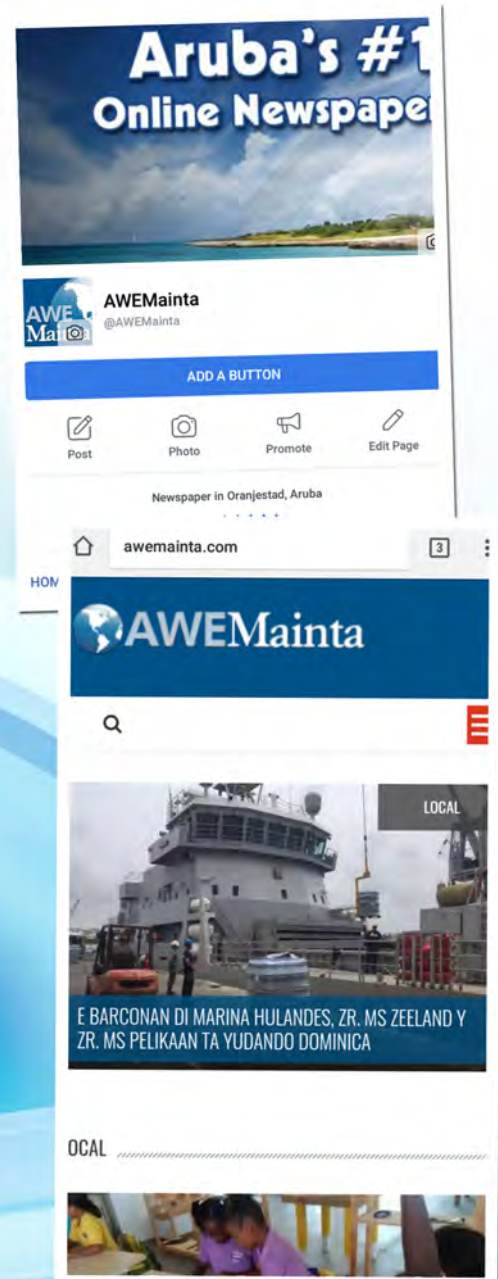 Aruba's #1
Online Newspape
AWE
Mai
AWEMainta
@AWEMainta
ADD A BUTTON
Post
Photo
Promote
Edit Page
Newspaper in Oranjestad, Aruba
HOM
awemainta.com
3
AWEMainta
LOCAL
E BARCONAN DI MARINA HULANDES, ZR. MS ZEELAND Y
ZR. MS PELIKAAN TA YUDANDO DOMINICA
OCAL